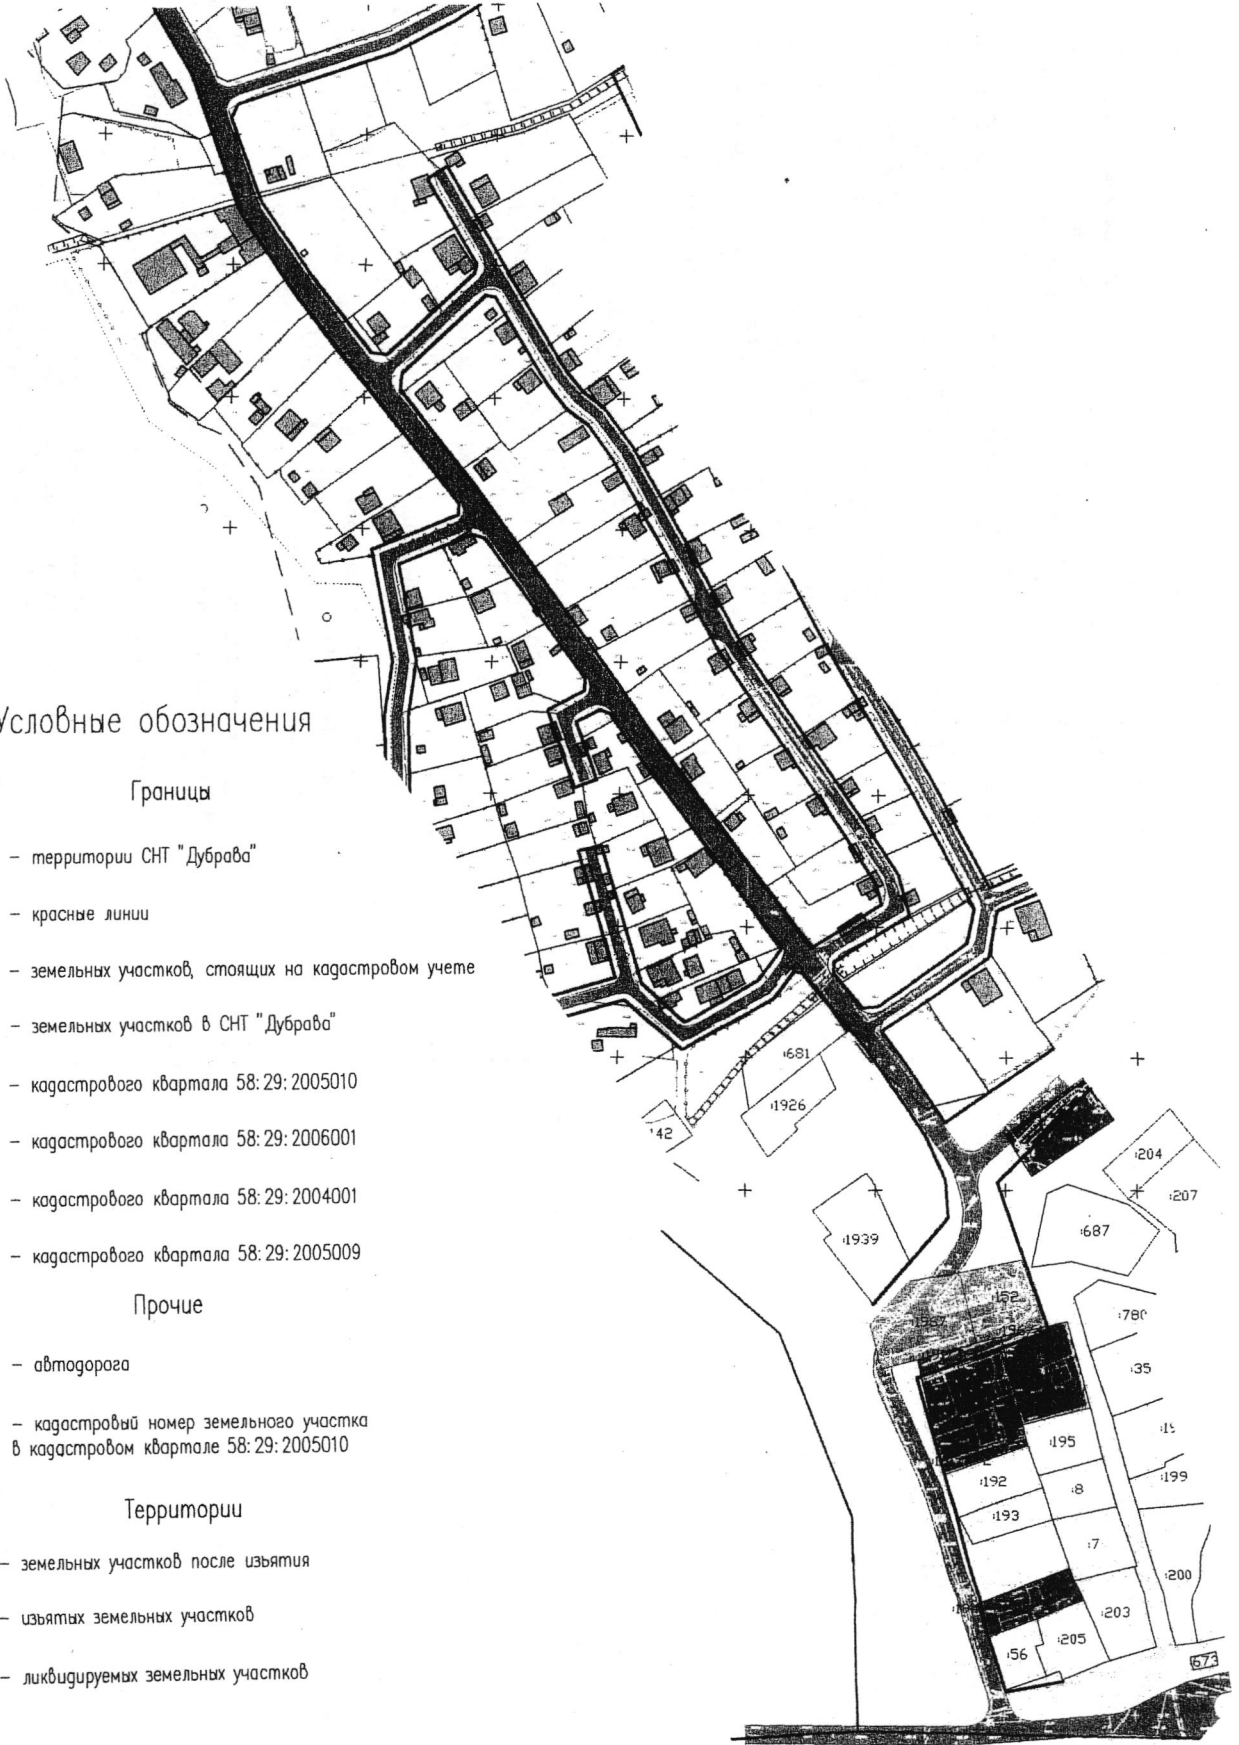 Условные обозначения
Границы
– территории СНТ "Дубрава"
– красные линии
– земельных участков, стоящих на кадастровом учете
– земельных участков в СНТ "Дубрава"
– кадастрового квартала 58:29:2005010
– кадастрового квартала 58:29:2006001
– кадастрового квартала 58:29:2004001
– кадастрового квартала 58:29:2005009
Прочие
– автодорога
– кадастровый номер земельного участка
в кадастровом квартале 58:29:2005010
Территории
– земельных участков после изъятия
– изъятых земельных участков
– ликвидируемых земельных участков
:681
:1926
:204
:207
:687
:1939
:152
:35
:195
:192
:8
:199
:193
:7
:200
:203
:205
:56
:673